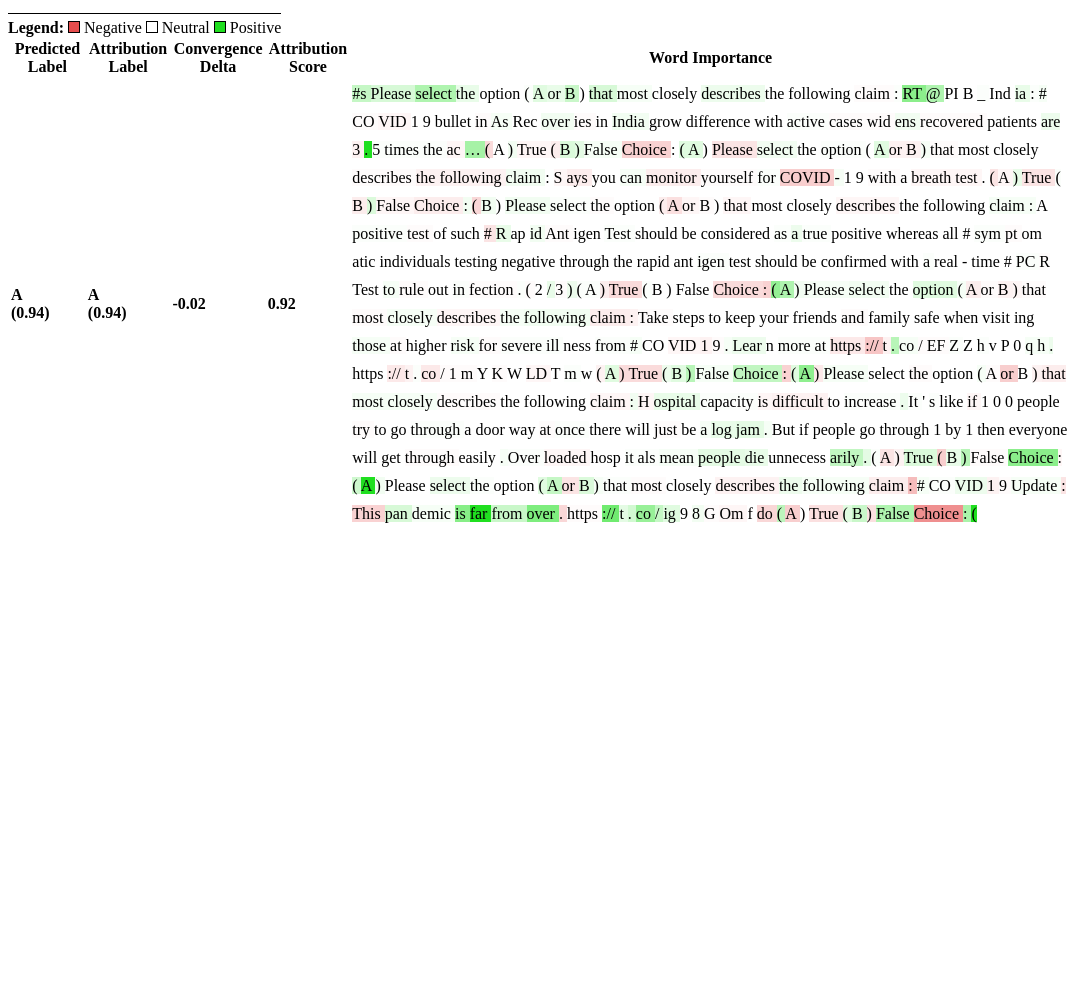 Legend: Negative Neutral Positive
Predicted Label Attribution Label Convergence Delta Attribution Score Word Importance
#s Please select the option ( A or B ) that most closely describes the following claim : RT @ PI B _ Ind ia : #
CO VID 1 9 bullet in As Rec over ies in India grow difference with active cases wid ens recovered patients are
3 . 5 times the ac … ( A ) True ( B ) False Choice : ( A ) Please select the option ( A or B ) that most closely
describes the following claim : S ays you can monitor yourself for COVID - 1 9 with a breath test . ( A ) True (
B ) False Choice : ( B ) Please select the option ( A or B ) that most closely describes the following claim : A
positive test of such # R ap id Ant igen Test should be considered as a true positive whereas all # sym pt om
atic individuals testing negative through the rapid ant igen test should be confirmed with a real - time # PC R
A (0.94) A (0.94) -0.02 0.92
Test to rule out in fection . ( 2 / 3 ) ( A ) True ( B ) False Choice : ( A ) Please select the option ( A or B ) that
most closely describes the following claim : Take steps to keep your friends and family safe when visit ing
those at higher risk for severe ill ness from # CO VID 1 9 . Lear n more at https :// t . co / EF Z Z h v P 0 q h .
https :// t . co / 1 m Y K W LD T m w ( A ) True ( B ) False Choice : ( A ) Please select the option ( A or B ) that
most closely describes the following claim : H ospital capacity is difficult to increase . It ' s like if 1 0 0 people
try to go through a door way at once there will just be a log jam . But if people go through 1 by 1 then everyone
will get through easily . Over loaded hosp it als mean people die unnecess arily . ( A ) True ( B ) False Choice :
( A ) Please select the option ( A or B ) that most closely describes the following claim : # CO VID 1 9 Update :
This pan demic is far from over . https :// t . co / ig 9 8 G Om f do ( A ) True ( B ) False Choice : (